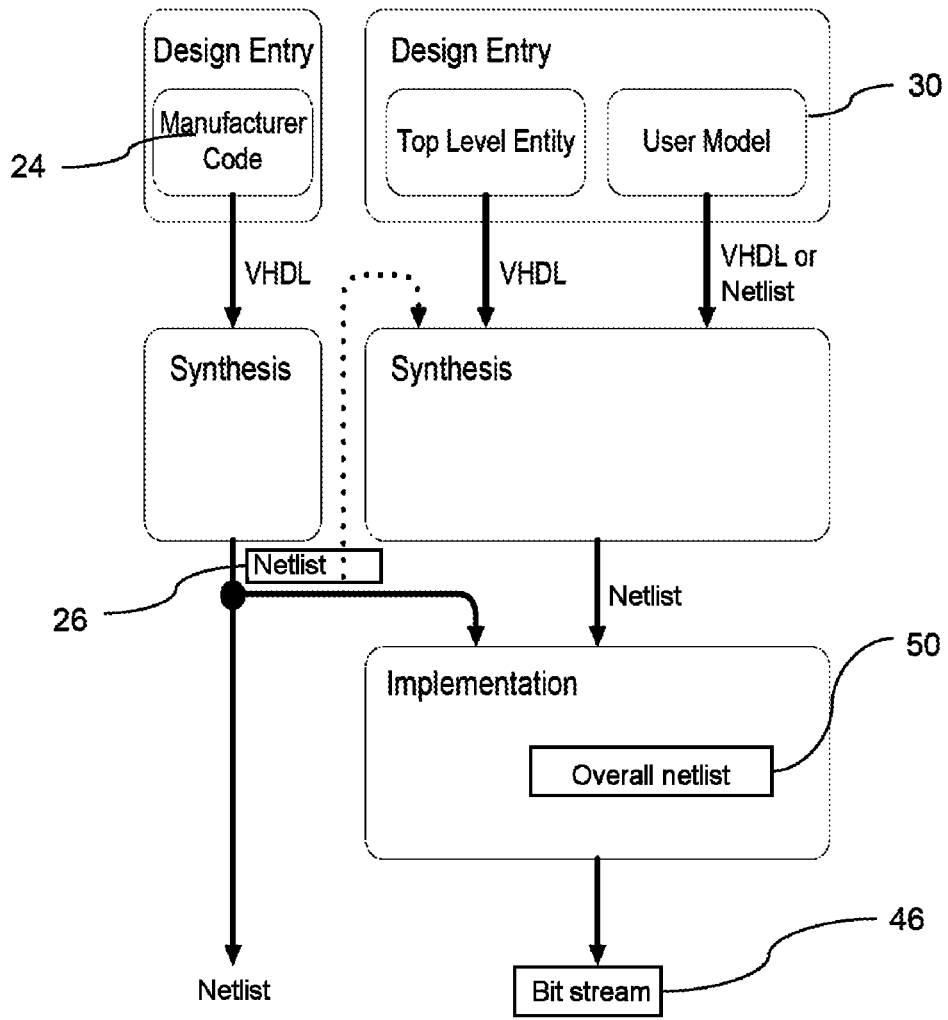 Design Entry
Design Entry
30
Manufacturer
Code
Top Level Entity
User Model
24
VHDL
VHDL
VHDL or
Netlist
Synthesis
Synthesis
Netlist
26
Netlist
50
Implementation
Overall netlist
46
Netlist
Bit stream